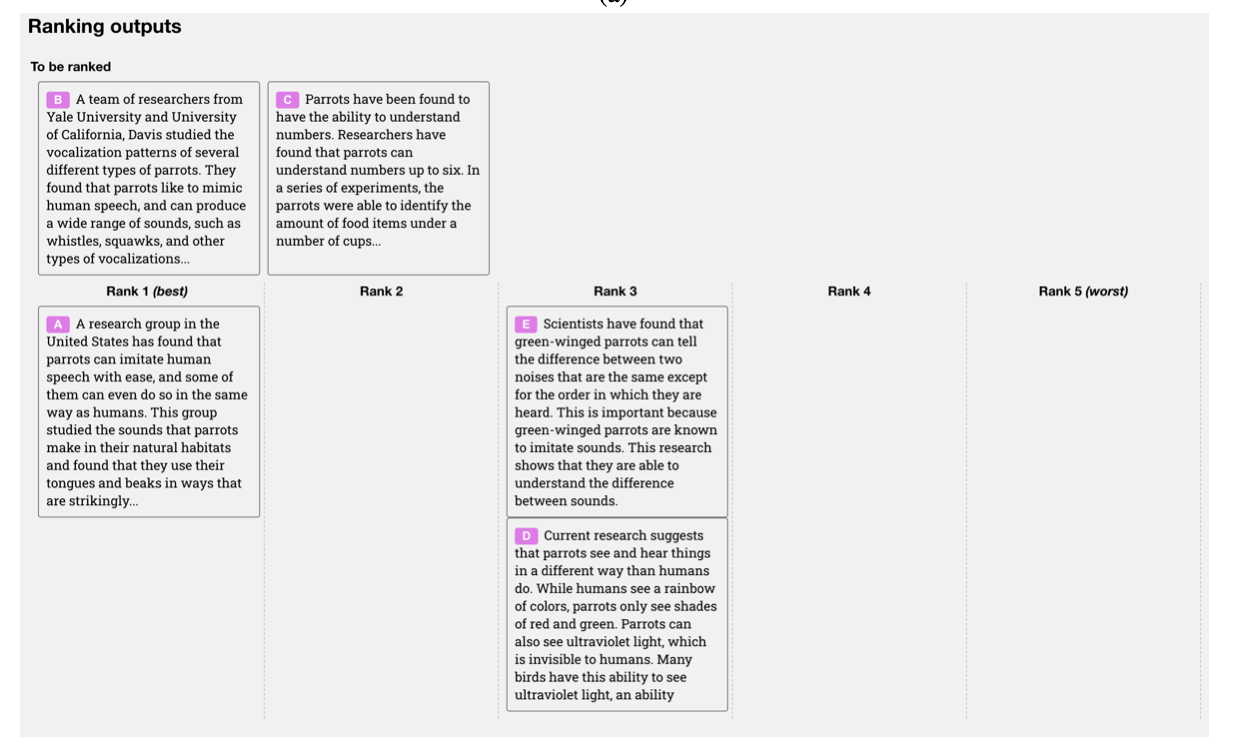 (a)
Ranking outputs
To be ranked
B A team of researchers from
Yale University and University
of California, Davis studied the
vocalization patterns of several
different types of parrots. They
found that parrots like to mimic
human speech, and can produce
a wide range of sounds, such as
whistles, squawks, and other
types of vocalizations...
C Parrots have been found to
have the ability to understand
numbers. Researchers have
found that parrots can
understand numbers up to six. In
a series of experiments, the
parrots were able to identify the
amount of food items under a
number of cups...
Rank 1 (best)
Rank 2
Rank 3
Rank 4
Rank 5 (worst)
A A research group in the
United States has found that
parrots can imitate human
speech with ease, and some of
them can even do so in the same
way as humans. This group
studied the sounds that parrots
make in their natural habitats
and found that they use their
tongues and beaks in ways that
are strikingly...
E Scientists have found that
green-winged parrots can tell
the difference between two
noises that are the same except
for the order in which they are
heard. This is important because
green-winged parrots are known
to imitate sounds. This research
shows that they are able to
understand the difference
between sounds.
D Current research suggests
that parrots see and hear things
in a different way than humans
do. While humans see a rainbow
of colors, parrots only see shades
of red and green. Parrots can
also see ultraviolet light, which
is invisible to humans. Many
birds have this ability to see
ultraviolet light, an ability